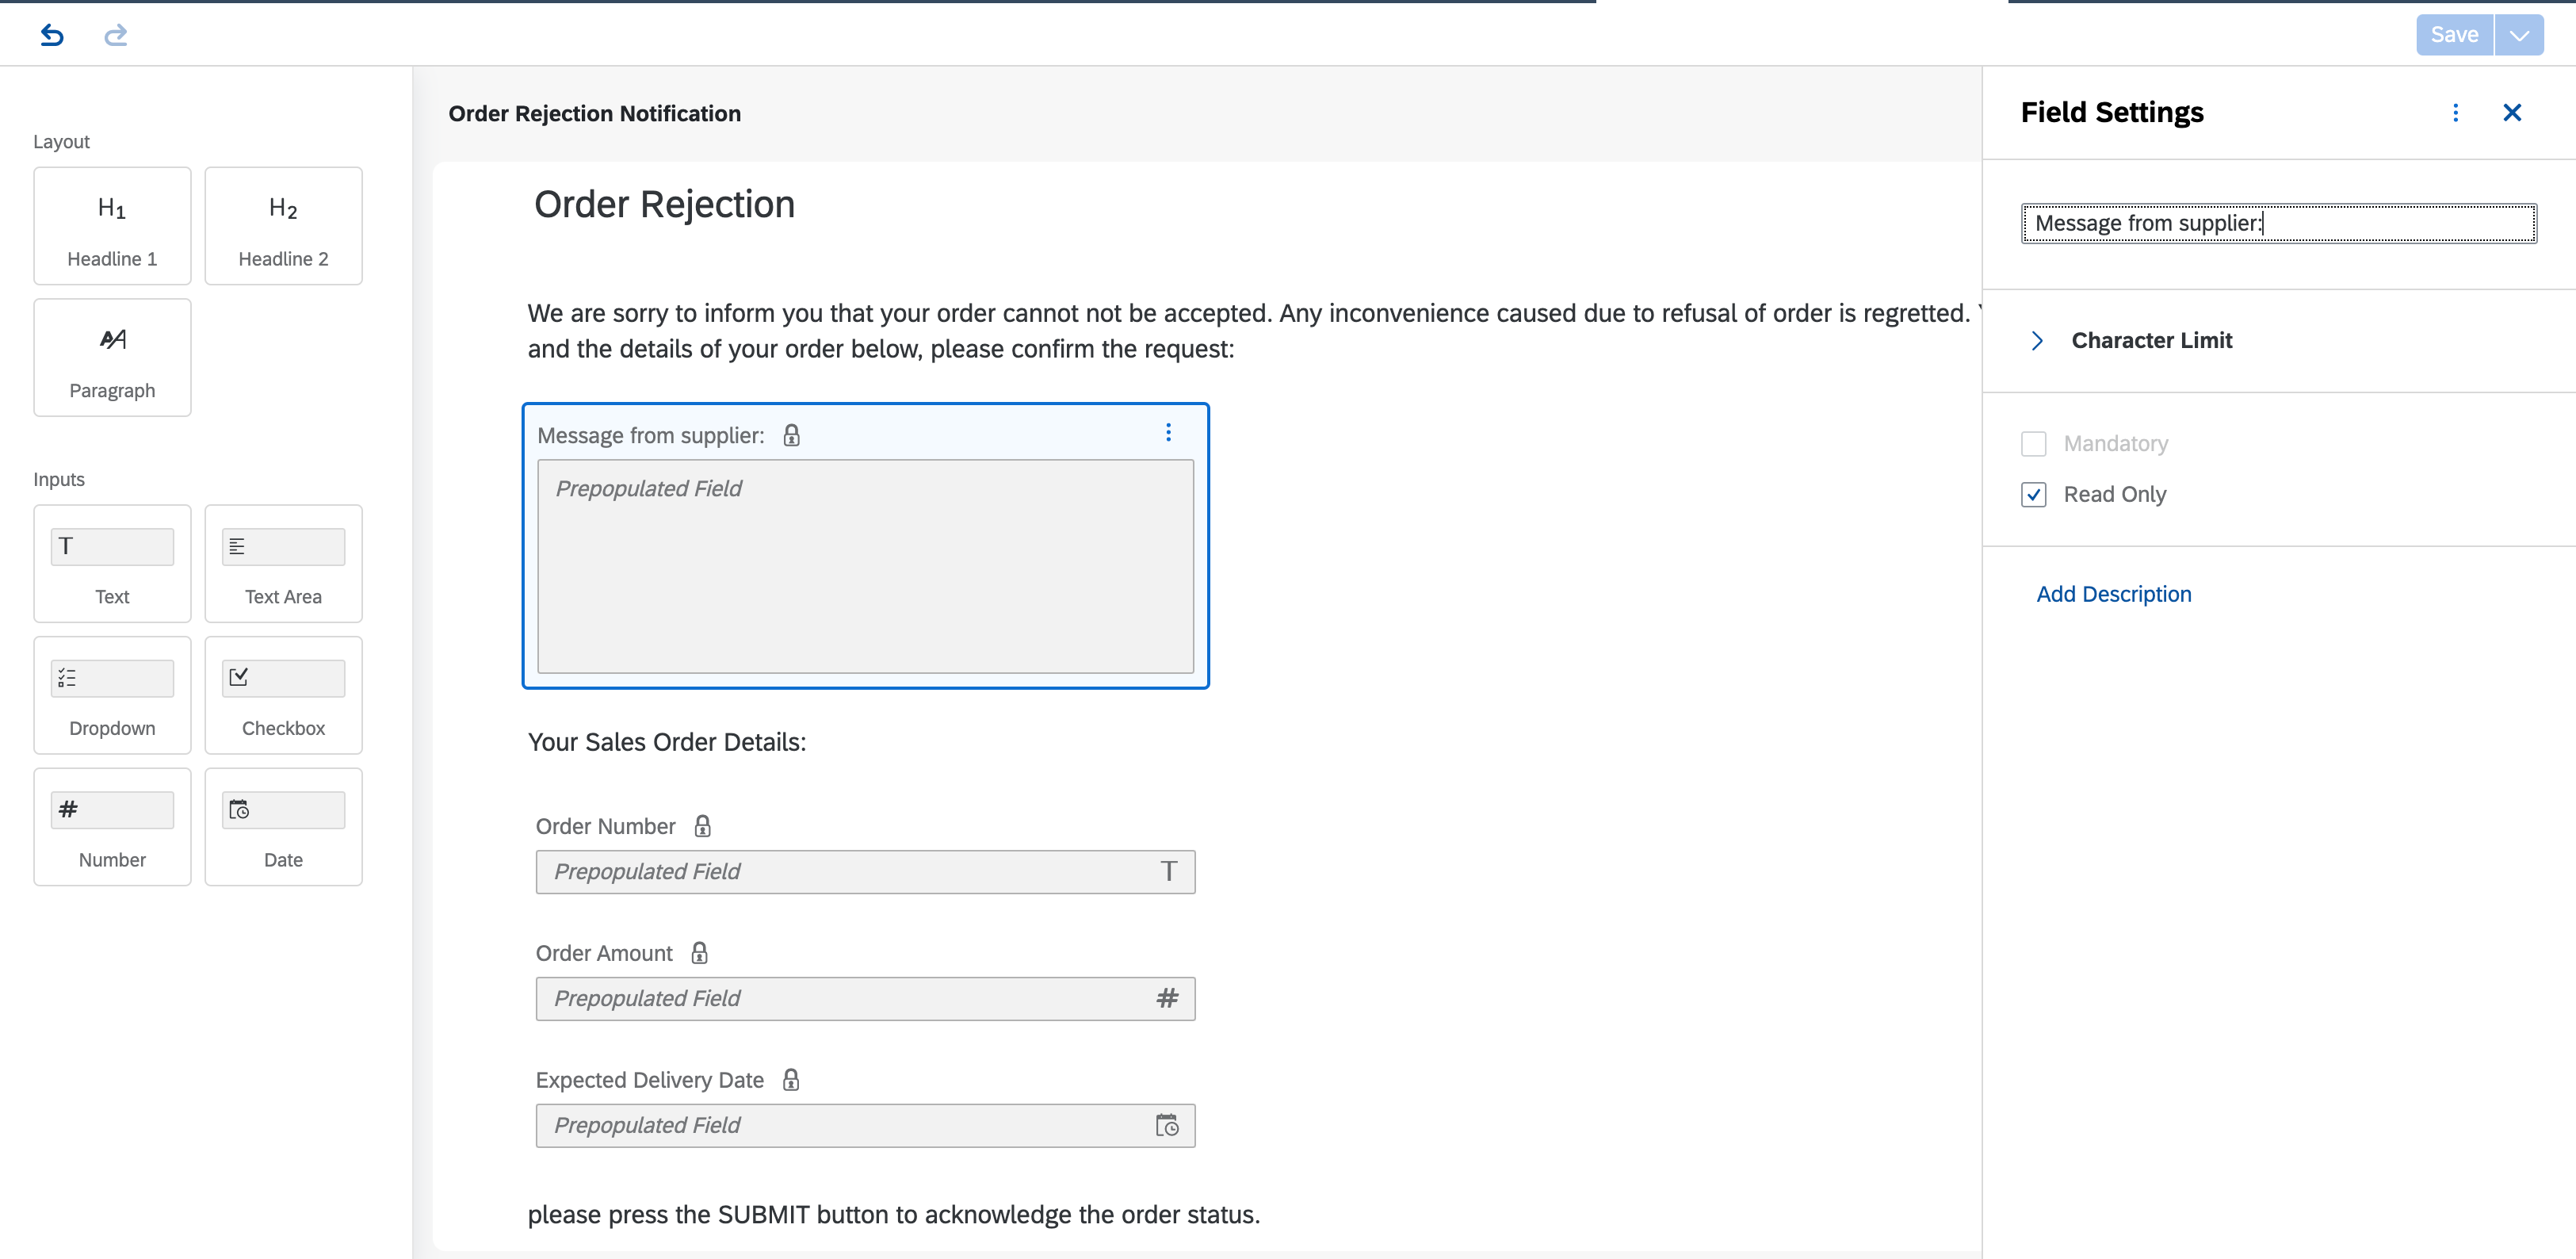 Save
Layout
H1
Headline 1
H2
Headline 2
AA
Paragraph
Inputs
T
Text
Text Area
Dropdown
Checkbox
#
Number
Date
Order Rejection Notification
Order Rejection
We are sorry to inform you that your order cannot not be accepted. Any inconvenience caused due to refusal of order is regretted.
and the details of your order below, please confirm the request:
Message from supplier:
Prepopulated Field
Your Sales Order Details:
Order Number
Prepopulated Field T
Order Amount
Prepopulated Field #
Expected Delivery Date
Prepopulated Field
please press the SUBMIT button to acknowledge the order status.
Field Settings
Message from supplier:
Character Limit
Mandatory
Read Only
Add Description